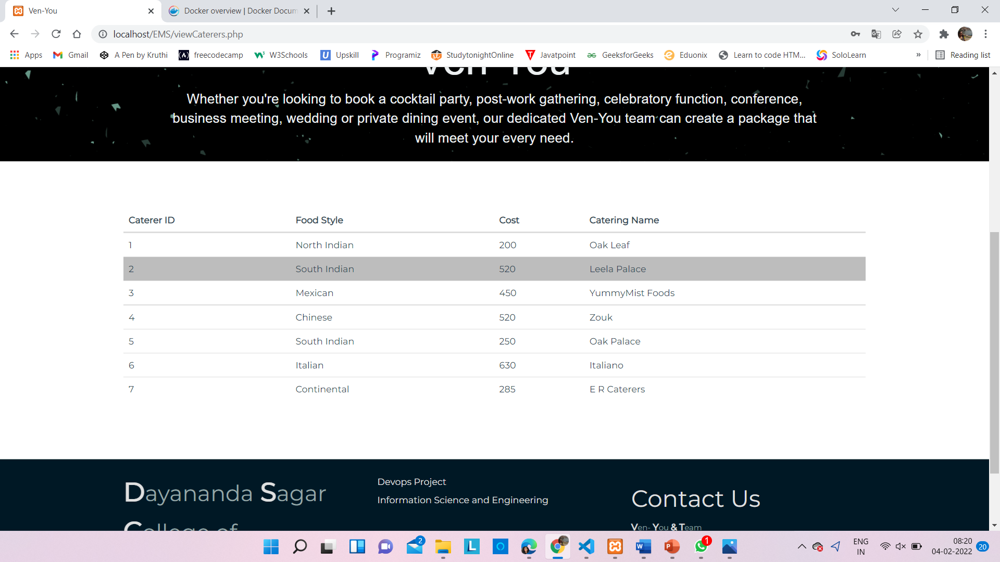 Ven-You
Docker overview | Docker Docum
localhost/EMS/viewCaterers.php
Apps Gmail A Pen by Kruthi freecodecamp W3Schools Upskill Programiz StudytonightOnline Javatpoint GeeksforGeeks Eduonix Learn to code HTM... SoloLearn » Reading list
Ven-You
Whether you're looking to book a cocktail party, post-work gathering, celebratory function, conference,
business meeting, wedding or private dining event, our dedicated Ven-You team can create a package that
will meet your every need.
Caterer ID Food Style Cost Catering Name
1 North Indian 200 Oak Leaf
2 South Indian 520 Leela Palace
3 Mexican 450 YummyMist Foods
4 Chinese 520 Zouk
5 South Indian 250 Oak Palace
6 Italian 630 Italiano
7 Continental 285 E R Caterers
Dayananda Sagar
College of
Devops Project
Information Science and Engineering
Contact Us
Ven- You & Team
2
1
ENG
IN
08:20
04-02-2022
20